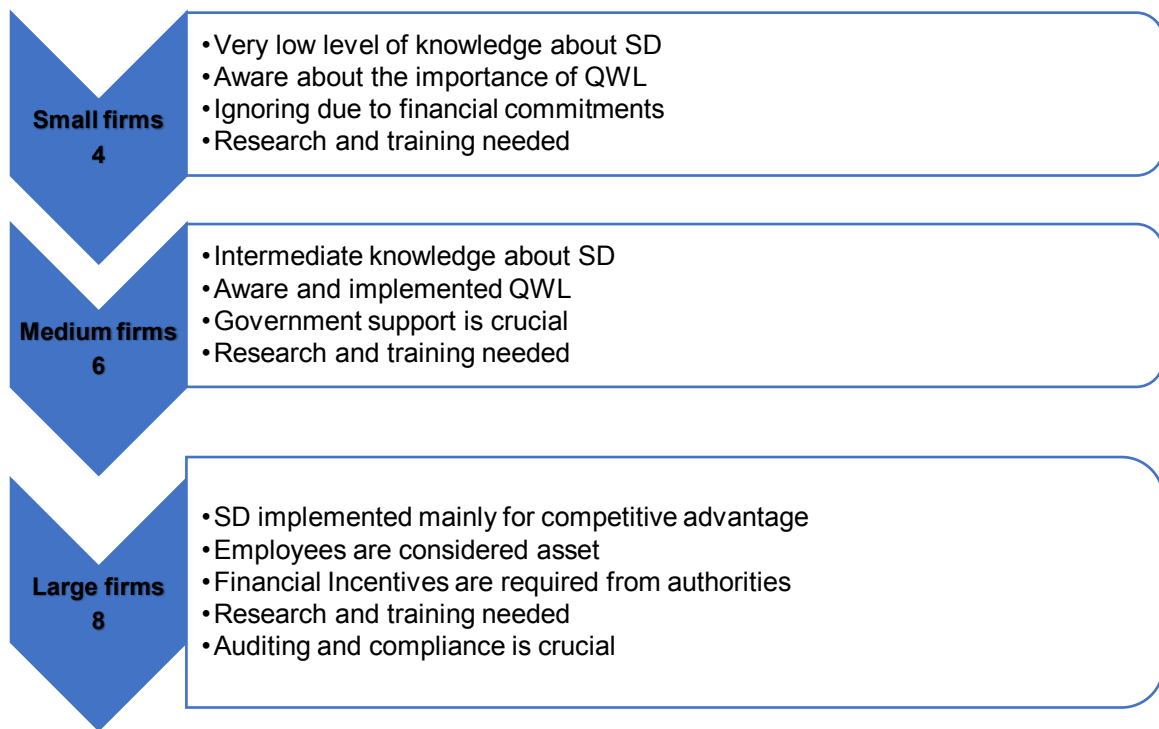 Small firms
4
•Very low level of knowledge about SD
•Aware about the importance of QWL
•Ignoring due to financial commitments
•Research and training needed
Medium firms
6
•Intermediate knowledge about SD
•Aware and implemented QWL
•Government support is crucial
•Research and training needed
Large firms
8
•SD implemented mainly for competitive advantage
•Employees are considered asset
•Financial Incentives are required from authorities
•Research and training needed
•Auditing and compliance is crucial